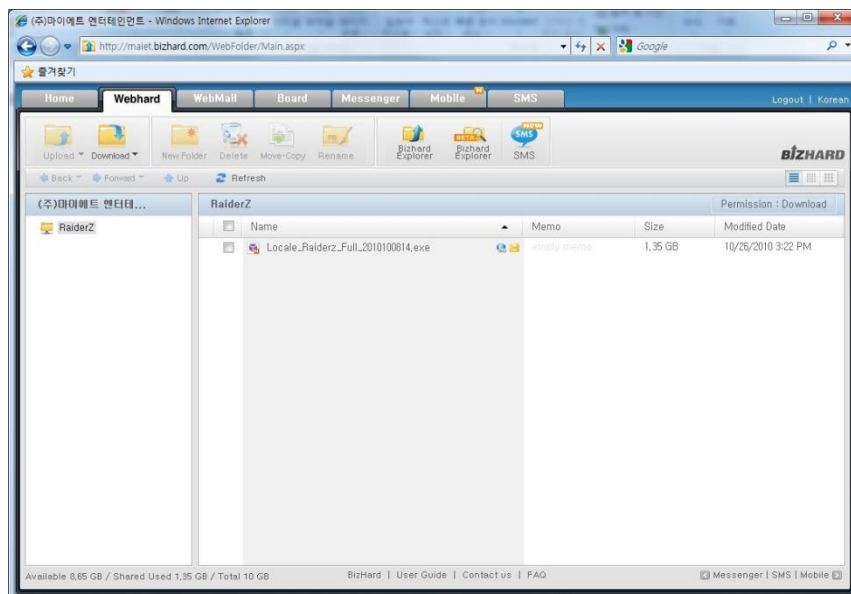 (주)마이에트 엔터테인먼트 - Windows Internet Explorer
http://maiet.bizhard.com/WebFolder/Main.aspx
Google
즐겨찾기
Home Webhard WebMail Board Messenger Mobile SMS Logout | Korean
Upload Download New Folder Delete Move-Copy Rename Bizhard Explorer Bizhard Explorer SMS
BIZHARD
Back Forward Up Refresh
(주)마이에트 엔터테... RaiderZ Permission : Download
RaiderZ Name Memo Size Modified Date
Locale_Raiderz_Full_2010100814.exe empty memo 1.35 GB 10/26/2010 3:22 PM
Available 8.65 GB / Shared Used 1.35 GB / Total 10 GB BizHard | User Guide | Contact us | FAQ Messenger | SMS | Mobile